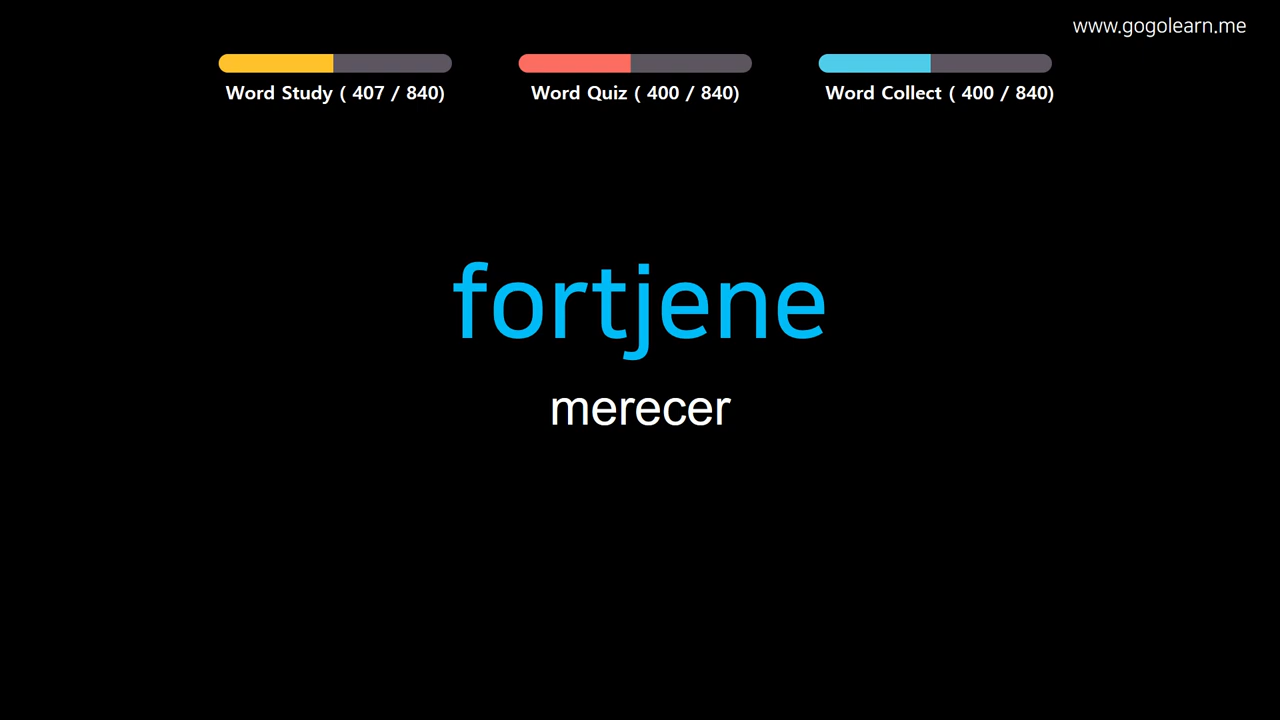 www.gogolearn.me
Word Study ( 407 / 840)
Word Quiz ( 400 / 840)
Word Collect ( 400 / 840)
fortjene
merecer